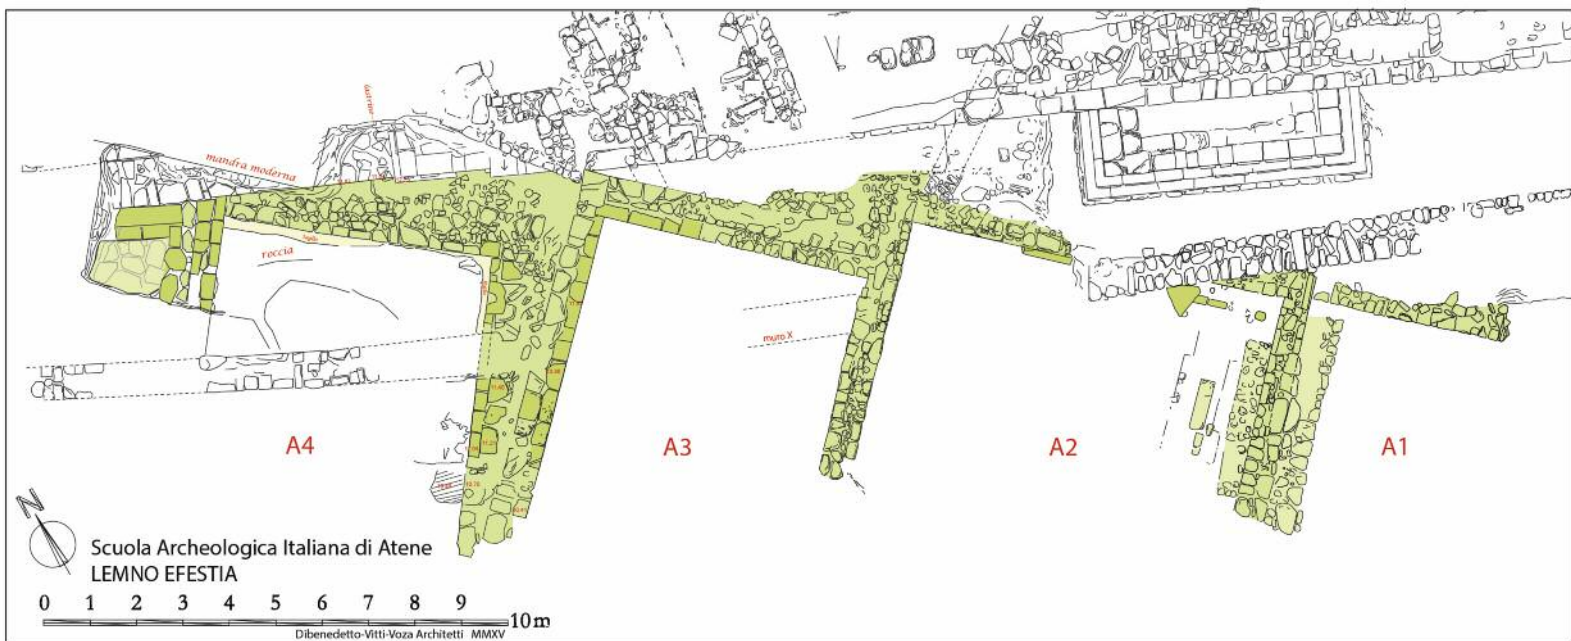 mandra moderna
roccia
muro X
A4
A3
A2
A1
N
Scuola Archeologica Italiana di Atene
LEMNO EFESTIA
0 1 2 3 4 5 6 7 8 9 10 m
Dibenedetto-Vitti-Voza Architetti MMXV